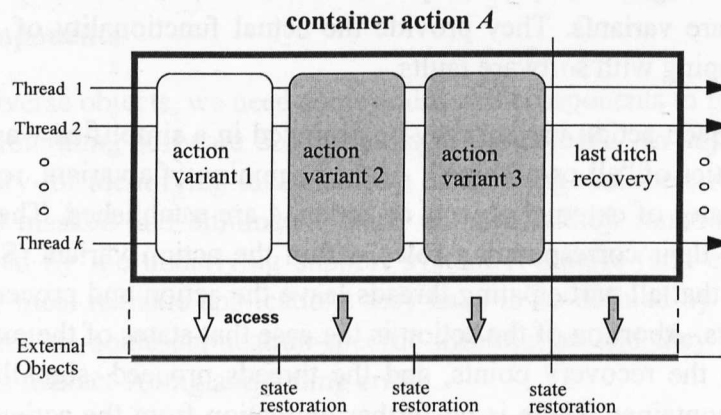 container action A
Thread 1
Thread 2
Thread k
action
variant 1
action
variant 2
action
variant 3
last ditch
recovery
access
External
Objects
state
restoration
state
restoration
state
restoration